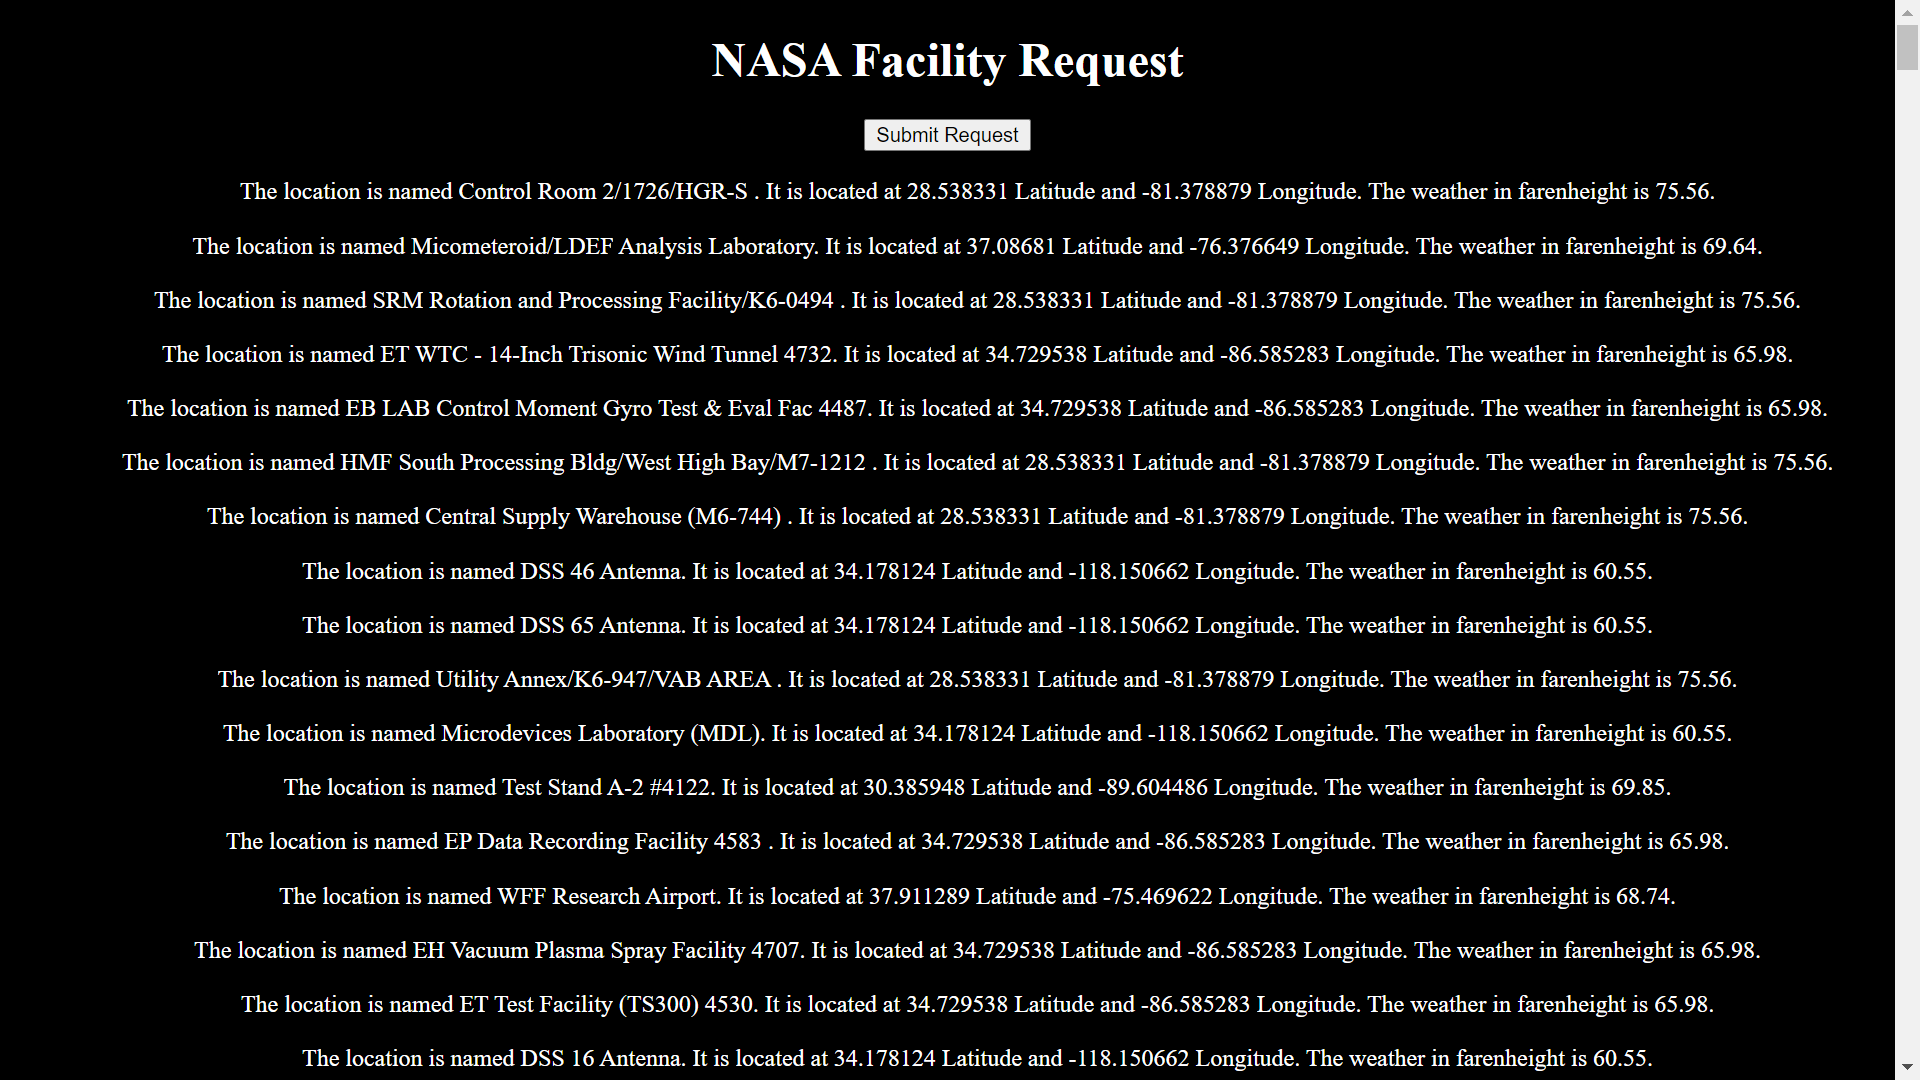 NASA Facility Request
Submit Request
The location is named Control Room 2/1726/HGR-S . It is located at 28.538331 Latitude and -81.378879 Longitude. The weather in farenheight is 75.56.
The location is named Micometeroid/LDEF Analysis Laboratory. It is located at 37.08681 Latitude and -76.376649 Longitude. The weather in farenheight is 69.64.
The location is named SRM Rotation and Processing Facility/K6-0494 . It is located at 28.538331 Latitude and -81.378879 Longitude. The weather in farenheight is 75.56.
The location is named ET WTC - 14-Inch Trisonic Wind Tunnel 4732. It is located at 34.729538 Latitude and -86.585283 Longitude. The weather in farenheight is 65.98.
The location is named EB LAB Control Moment Gyro Test & Eval Fac 4487. It is located at 34.729538 Latitude and -86.585283 Longitude. The weather in farenheight is 65.98.
The location is named HMF South Processing Bldg/West High Bay/M7-1212 . It is located at 28.538331 Latitude and -81.378879 Longitude. The weather in farenheight is 75.56.
The location is named Central Supply Warehouse (M6-744) . It is located at 28.538331 Latitude and -81.378879 Longitude. The weather in farenheight is 75.56.
The location is named DSS 46 Antenna. It is located at 34.178124 Latitude and -118.150662 Longitude. The weather in farenheight is 60.55.
The location is named DSS 65 Antenna. It is located at 34.178124 Latitude and -118.150662 Longitude. The weather in farenheight is 60.55.
The location is named Utility Annex/K6-947/VAB AREA . It is located at 28.538331 Latitude and -81.378879 Longitude. The weather in farenheight is 75.56.
The location is named Microdevices Laboratory (MDL). It is located at 34.178124 Latitude and -118.150662 Longitude. The weather in farenheight is 60.55.
The location is named Test Stand A-2 #4122. It is located at 30.385948 Latitude and -89.604486 Longitude. The weather in farenheight is 69.85.
The location is named EP Data Recording Facility 4583 . It is located at 34.729538 Latitude and -86.585283 Longitude. The weather in farenheight is 65.98.
The location is named WFF Research Airport. It is located at 37.911289 Latitude and -75.469622 Longitude. The weather in farenheight is 68.74.
The location is named EH Vacuum Plasma Spray Facility 4707. It is located at 34.729538 Latitude and -86.585283 Longitude. The weather in farenheight is 65.98.
The location is named ET Test Facility (TS300) 4530. It is located at 34.729538 Latitude and -86.585283 Longitude. The weather in farenheight is 65.98.
The location is named DSS 16 Antenna. It is located at 34.178124 Latitude and -118.150662 Longitude. The weather in farenheight is 60.55.